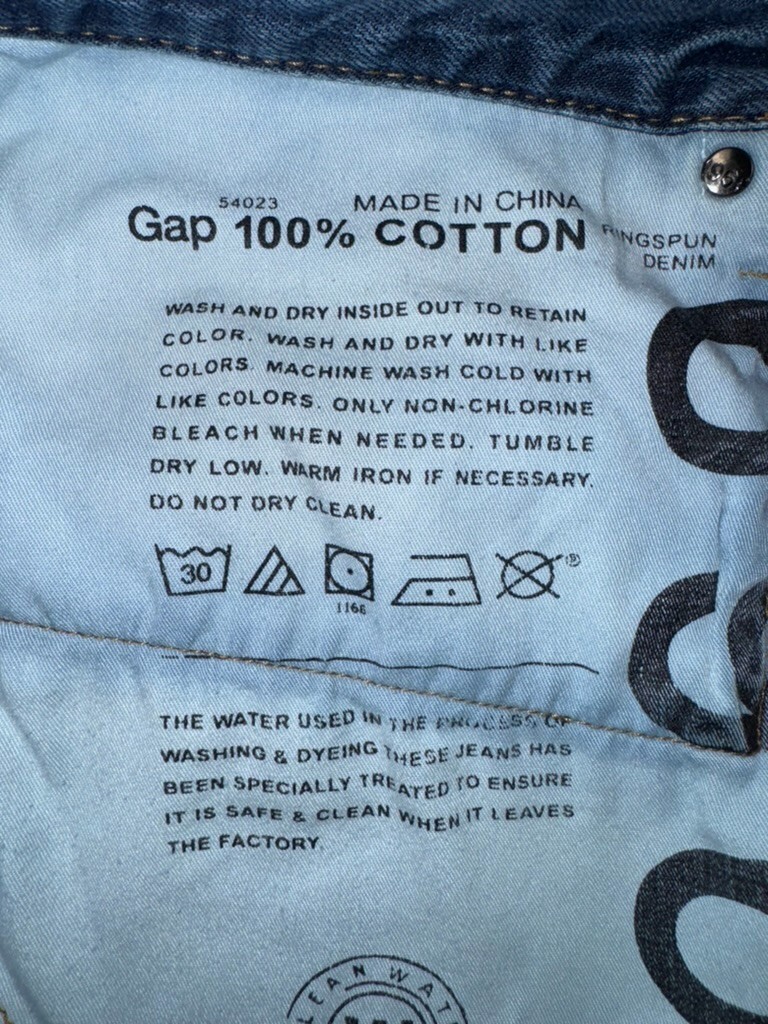 54023 MADE IN CHINA
Gap 100% COTTON RINGSPUN
DENIM
WASH AND DRY INSIDE OUT TO RETAIN
COLOR. WASH AND DRY WITH LIKE
COLORS. MACHINE WASH COLD WITH
LIKE COLORS. ONLY NON-CHLORINE
BLEACH WHEN NEEDED. TUMBLE
DRY LOW. WARM IRON IF NECESSARY.
DO NOT DRY CLEAN.
30
®
THE WATER USED IN THE PROCESS OF
WASHING & DYEING THESE JEANS HAS
BEEN SPECIALLY TREATED TO ENSURE
IT IS SAFE & CLEAN WHEN IT LEAVES
THE FACTORY.